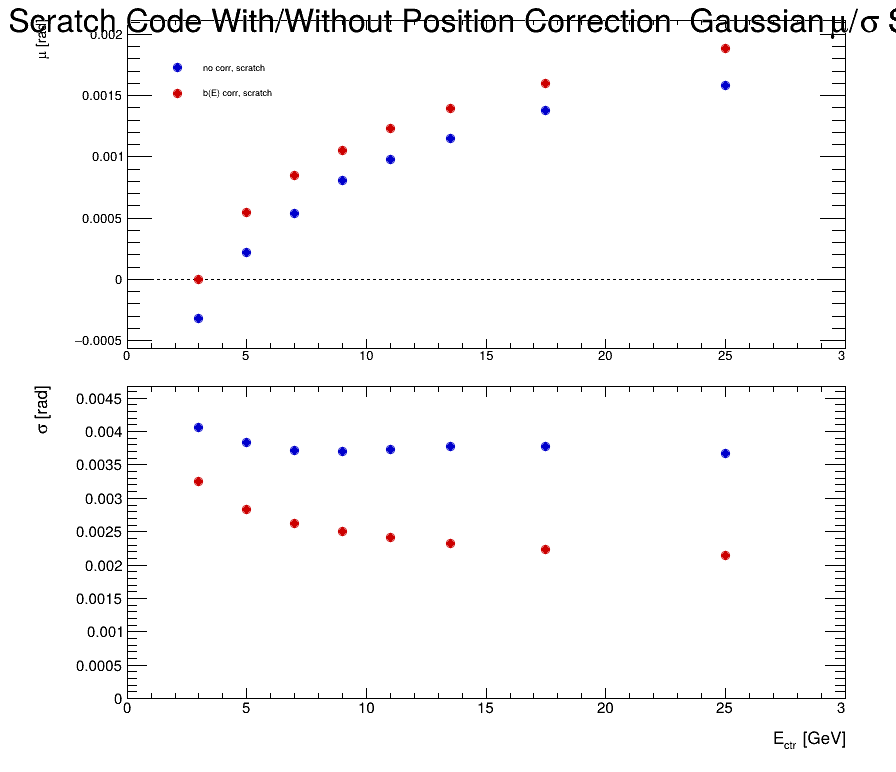 Scratch Code With/Without Position Correction Gaussian μ/σ S
μ [rad]
0.002
0.0015
0.001
0.0005
0
−0.0005
no corr, scratch
b(E) corr, scratch
0 5 10 15 20 25 3
σ [rad]
0.0045
0.004
0.0035
0.003
0.0025
0.002
0.0015
0.001
0.0005
0
0 5 10 15 20 25 3
Ectr [GeV]